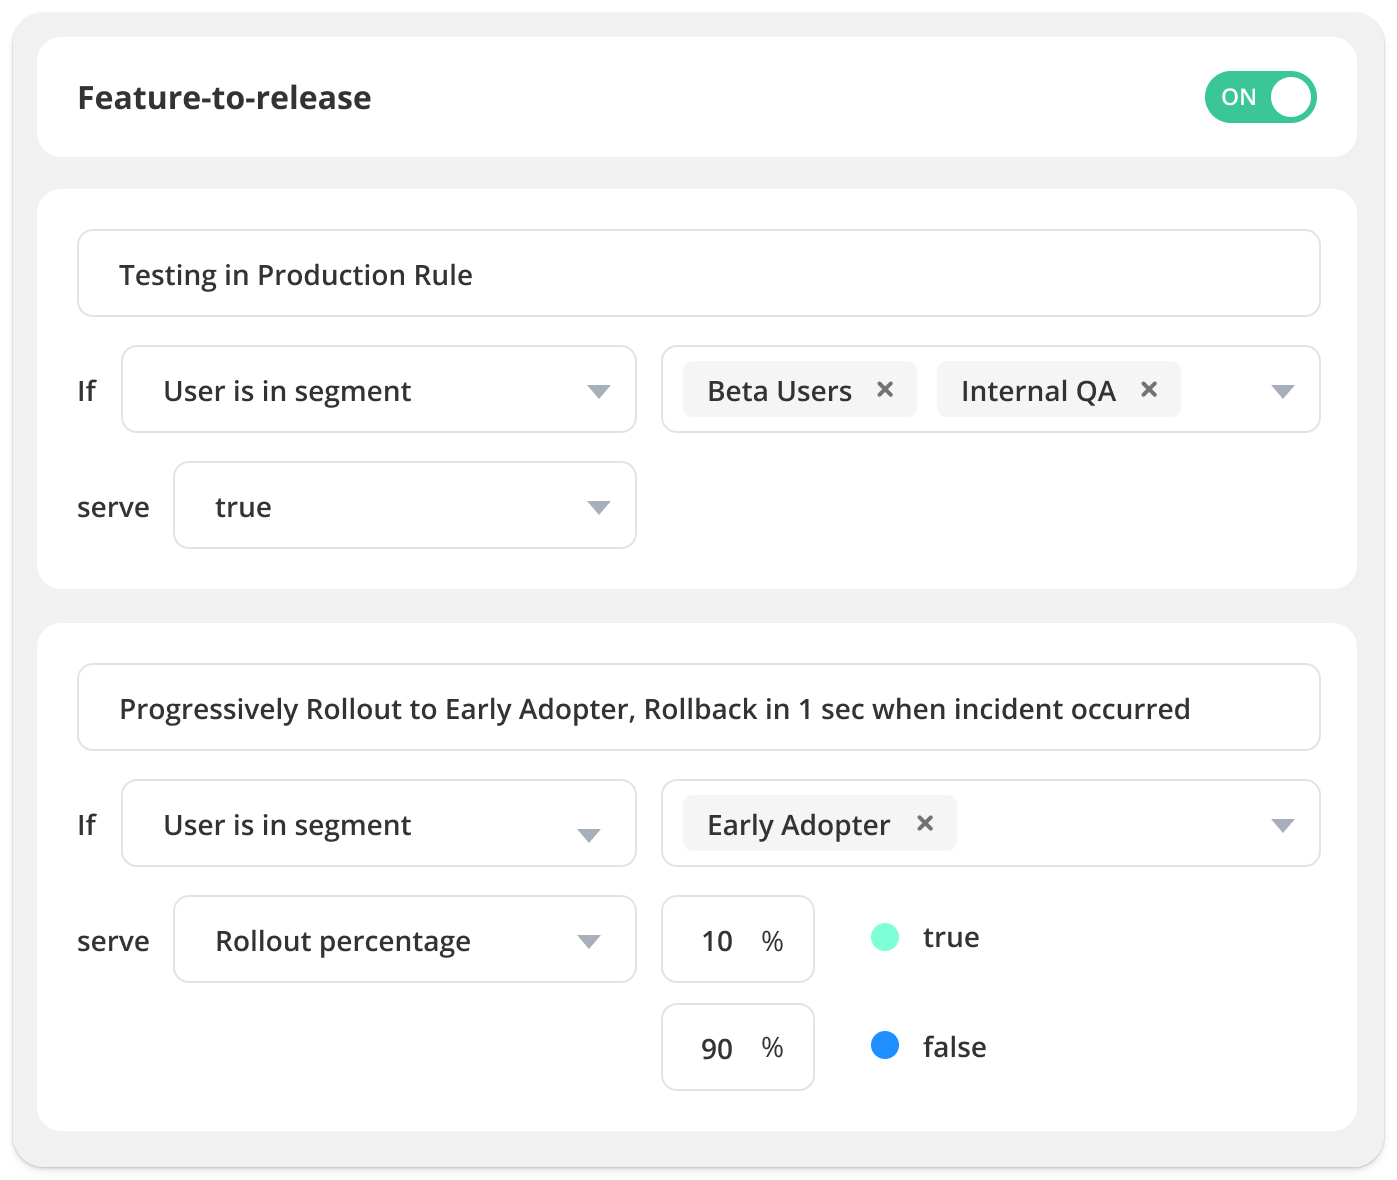 Feature-to-release ON
Testing in Production Rule
If User is in segment Beta Users × Internal QA ×
serve true
Progressively Rollout to Early Adopter, Rollback in 1 sec when incident occurred
If User is in segment Early Adopter ×
serve Rollout percentage 10 % true
90 % false